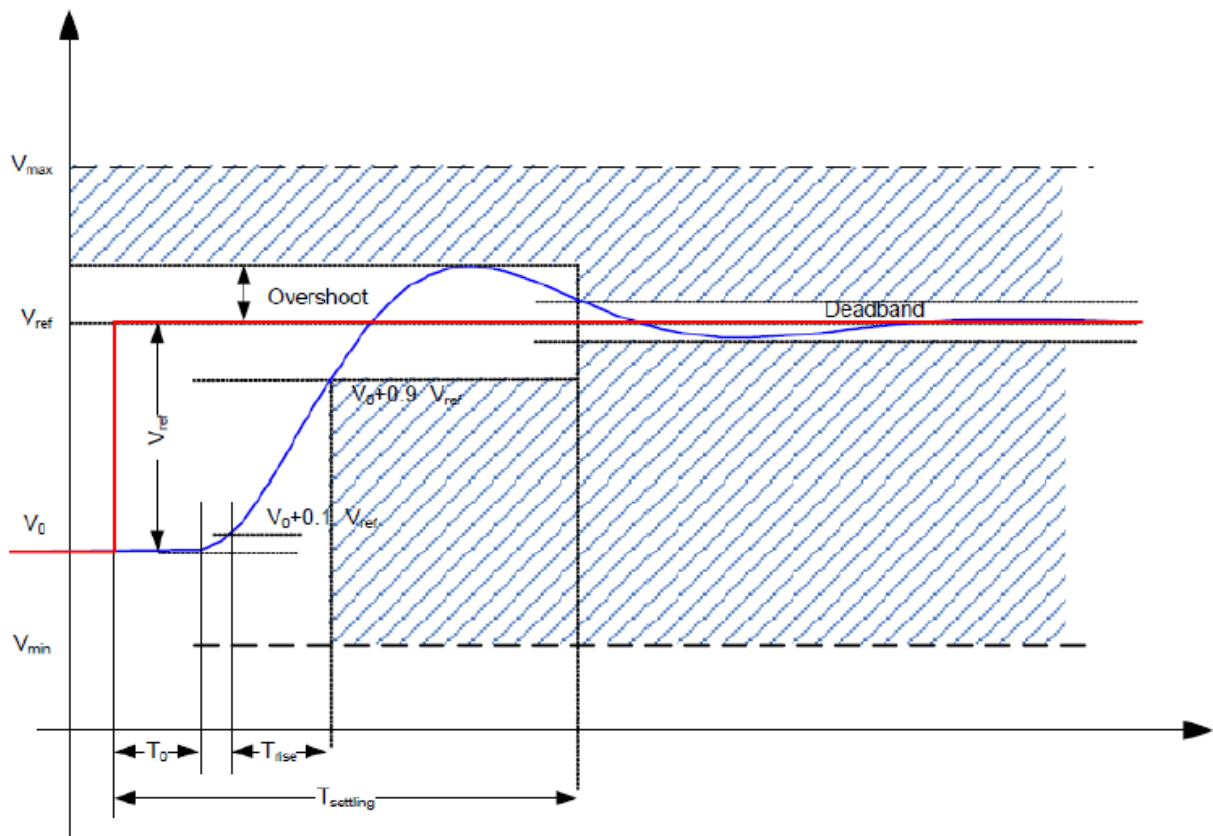 Vmax
Overshoot
Vref
Deadband
V0+0.9 Vref
Vref
V0
V0+0.1 Vref
Vmin
T0
Trise
Tsettling